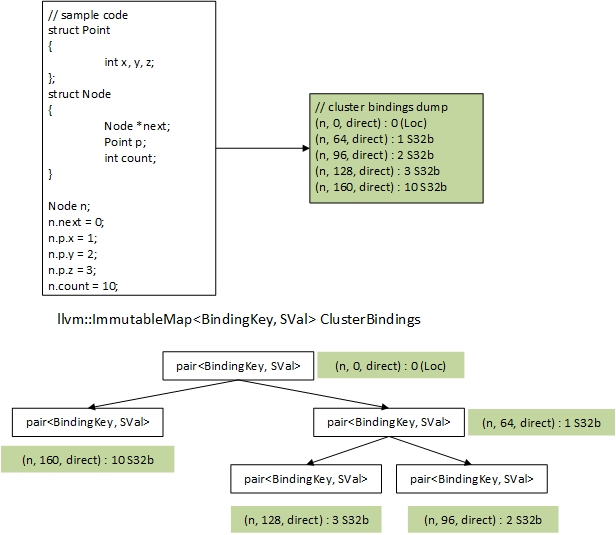 // sample code
struct Point
{
int x, y, z;
};
struct Node
{
Node *next;
Point p;
int count;
}
Node n;
n.next = 0;
n.p.x = 1;
n.p.y = 2;
n.p.z = 3;
n.count = 10;
// cluster bindings dump
(n, 0, direct) : 0 (Loc)
(n, 64, direct) : 1 S32b
(n, 96, direct) : 2 S32b
(n, 128, direct) : 3 S32b
(n, 160, direct) : 10 S32b
llvm::ImmutableMap<BindingKey, SVal> ClusterBindings
pair<BindingKey, SVal>
(n, 0, direct) : 0 (Loc)
pair<BindingKey, SVal>
(n, 160, direct) : 10 S32b
pair<BindingKey, SVal>
(n, 64, direct) : 1 S32b
pair<BindingKey, SVal>
(n, 128, direct) : 3 S32b
pair<BindingKey, SVal>
(n, 96, direct) : 2 S32b